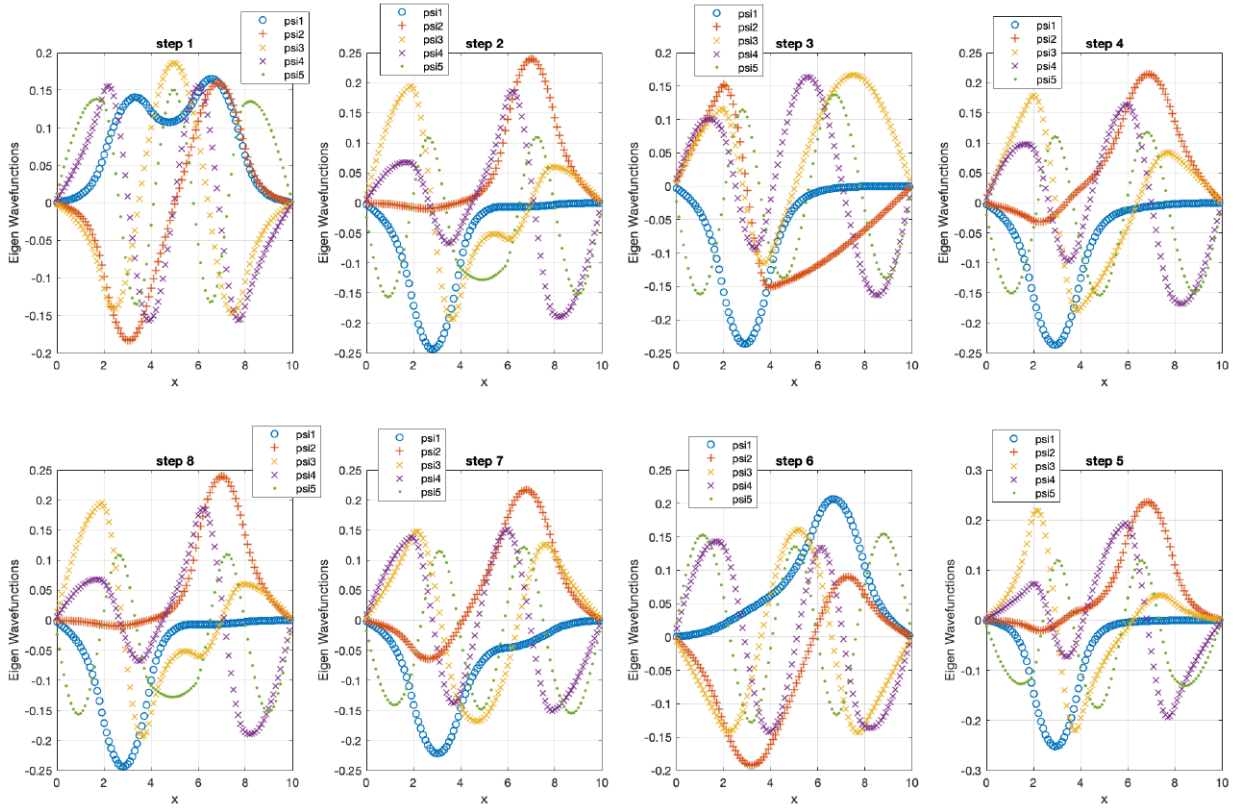 psi1
psi2
psi3
psi4
psi5
step 1
Eigen Wavefunctions
0.2
0.15
0.1
0.05
0
-0.05
-0.1
-0.15
-0.2
0 2 4 6 8 10
x
psi1
psi2
psi3
psi4
psi5
step 2
Eigen Wavefunctions
0.25
0.2
0.15
0.1
0.05
0
-0.05
-0.1
-0.15
-0.2
-0.25
0 2 4 6 8 10
x
psi1
psi2
psi3
psi4
psi5
step 3
Eigen Wavefunctions
0.2
0.15
0.1
0.05
0
-0.05
-0.1
-0.15
-0.2
-0.25
0 2 4 6 8 10
x
psi1
psi2
psi3
psi4
psi5
step 4
Eigen Wavefunctions
0.25
0.2
0.15
0.1
0.05
0
-0.05
-0.1
-0.15
-0.2
-0.25
0 2 4 6 8 10
x
psi1
psi2
psi3
psi4
psi5
step 8
Eigen Wavefunctions
0.25
0.2
0.15
0.1
0.05
0
-0.05
-0.1
-0.15
-0.2
-0.25
0 2 4 6 8 10
x
psi1
psi2
psi3
psi4
psi5
step 7
Eigen Wavefunctions
0.25
0.2
0.15
0.1
0.05
0
-0.05
-0.1
-0.15
-0.2
-0.25
0 2 4 6 8 10
x
psi1
psi2
psi3
psi4
psi5
step 6
Eigen Wavefunctions
0.25
0.2
0.15
0.1
0.05
0
-0.05
-0.1
-0.15
-0.2
0 2 4 6 8 10
x
psi1
psi2
psi3
psi4
psi5
step 5
Eigen Wavefunctions
0.3
0.2
0.1
0
-0.1
-0.2
-0.3
0 2 4 6 8 10
x